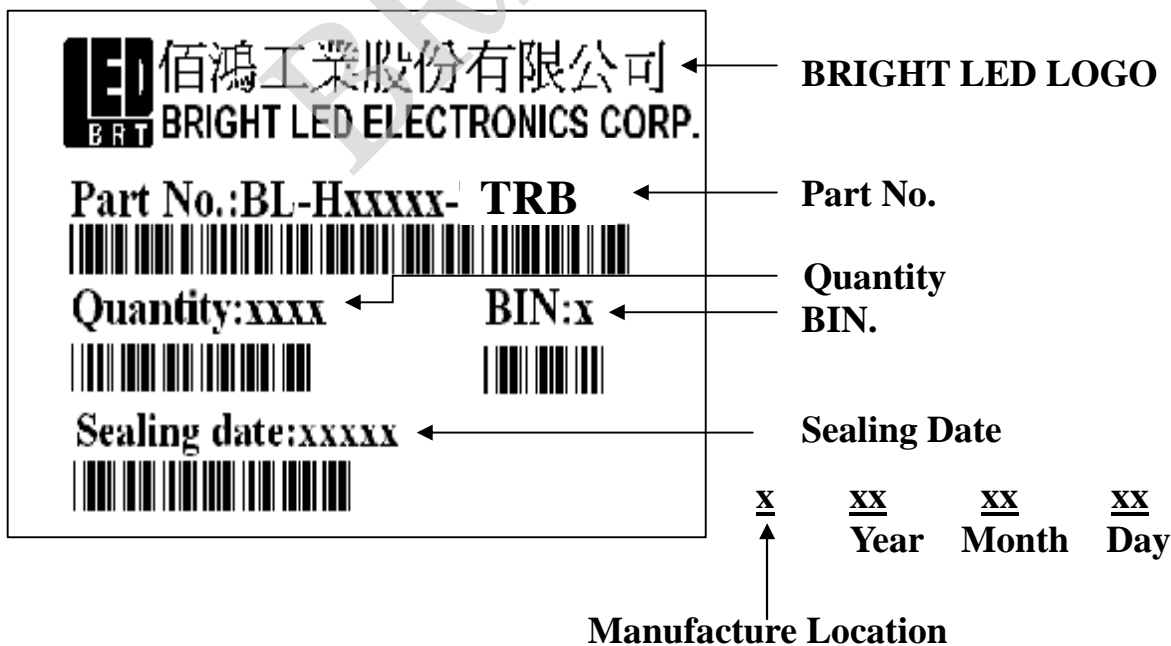 佰鴻工業股份有限公司
BRIGHT LED LOGO
LED
BRT
BRIGHT LED ELECTRONICS CORP.
Part No.:BL-Hxxxxx- TRB
Part No.
Quantity
Quantity:xxxx
BIN:x
BIN.
Sealing date:xxxxx
Sealing Date
x xx xx xx
Year Month Day
Manufacture Location